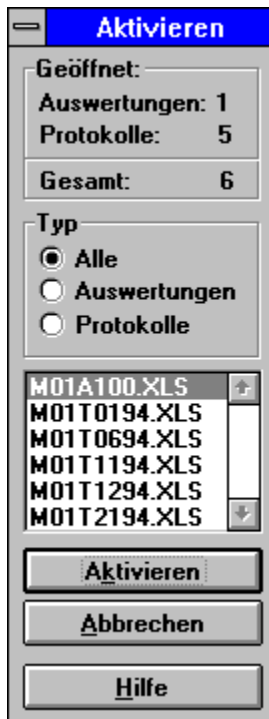 Aktivieren
Geöffnet:
Auswertungen: 1
Protokolle: 5
Gesamt: 6
Typ
Alle
Auswertungen
Protokolle
M01A100.XLS
M01T0194.XLS
M01T0694.XLS
M01T1194.XLS
M01T1294.XLS
M01T2194.XLS
Aktivieren
Abbrechen
Hilfe